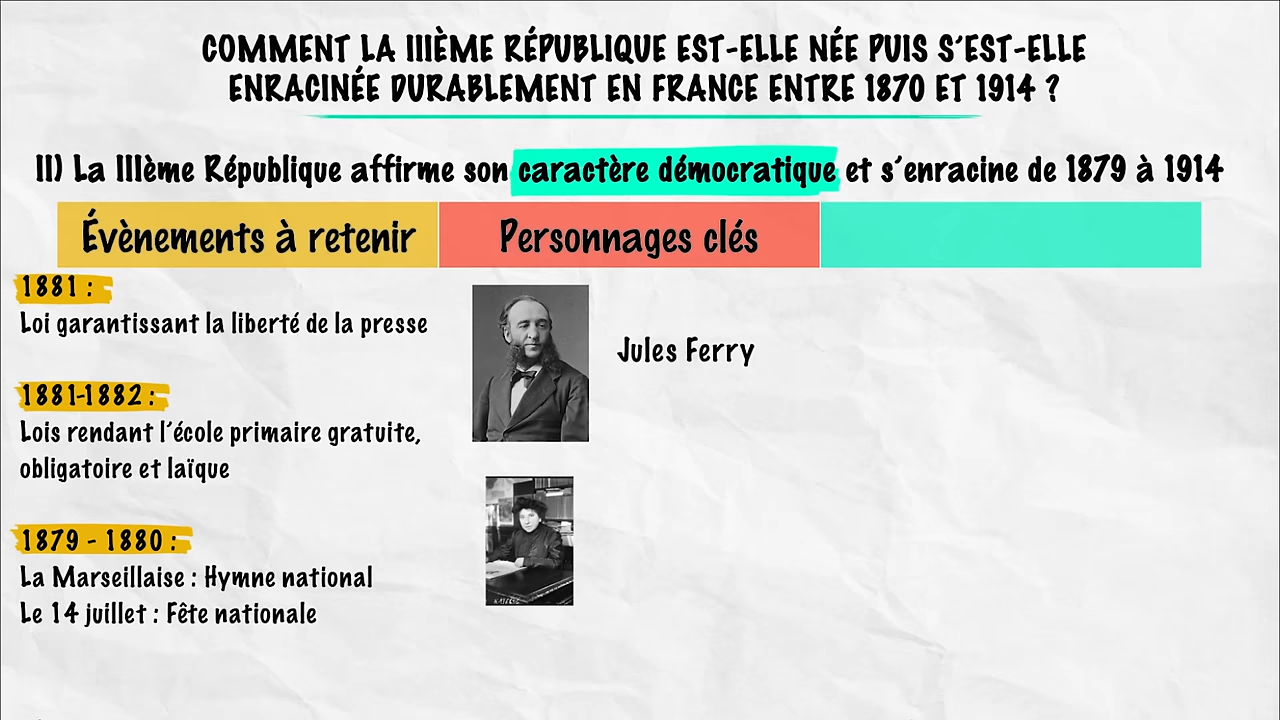 COMMENT LA IIIÈME RÉPUBLIQUE EST-ELLE NÉE PUIS S'EST-ELLE
ENRACINÉE DURABLEMENT EN FRANCE ENTRE 1870 ET 1914 ?
II) La IIIème République affirme son caractère démocratique et s'enracine de 1879 à 1914
Évènements à retenir
Personnages clés
1881 :
Loi garantissant la liberté de la presse
Jules Ferry
1881-1882 :
Lois rendant l'école primaire gratuite,
obligatoire et laïque
1879 - 1880 :
La Marseillaise : Hymne national
Le 14 juillet : Fête nationale